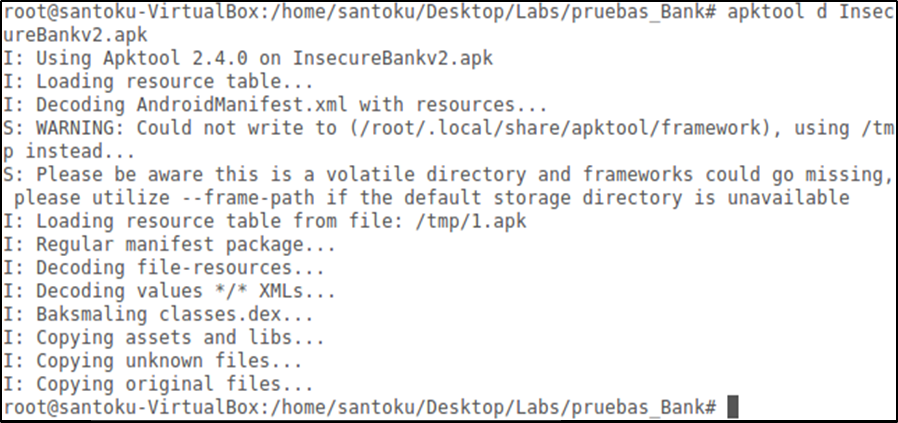 root@santoku-VirtualBox:/home/santoku/Desktop/Labs/pruebas_Bank# apktool d Insec
ureBankv2.apk
I: Using Apktool 2.4.0 on InsecureBankv2.apk
I: Loading resource table...
I: Decoding AndroidManifest.xml with resources...
S: WARNING: Could not write to (/root/.local/share/apktool/framework), using /tm
p instead...
S: Please be aware this is a volatile directory and frameworks could go missing,
 please utilize --frame-path if the default storage directory is unavailable
I: Loading resource table from file: /tmp/1.apk
I: Regular manifest package...
I: Decoding file-resources...
I: Decoding values */* XMLs...
I: Baksmaling classes.dex...
I: Copying assets and libs...
I: Copying unknown files...
I: Copying original files...
root@santoku-VirtualBox:/home/santoku/Desktop/Labs/pruebas_Bank#